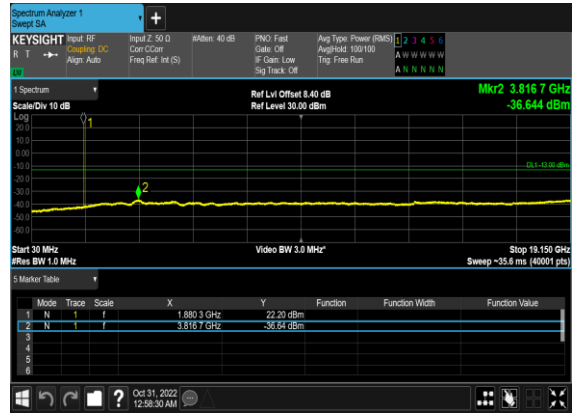 Spectrum Analyzer 1
Swept SA
+
KEYSIGHT Input: RF Input Z: 50 Ω #Atten: 40 dB PNO: Fast Avg Type: Power (RMS) 1 2 3 4 5 6
R T Coupling: DC Corr CCorr Gate: Off Avg|Hold: 100/100 A W W W W W
Align: Auto Freq Ref: Int (S) IF Gain: Low Trig: Free Run
Sig Track: Off A N N N N N
1 Spectrum Ref Lvl Offset 8.40 dB Mkr2 3.816 7 GHz
Scale/Div 10 dB Ref Level 30.00 dBm -36.644 dBm
Log
20.0
10.0
0.00
-10.0
-20.0
-30.0
-40.0
-50.0
-60.0
1
2
DL1 -13.00 dBm
Start 30 MHz Video BW 3.0 MHz* Stop 19.150 GHz
#Res BW 1.0 MHz Sweep ~35.6 ms (40001 pts)
5 Marker Table
Mode Trace Scale X Y Function Function Width Function Value
1 N 1 f 1.880 3 GHz 22.20 dBm
2 N 1 f 3.816 7 GHz -36.64 dBm
3
4
5
6
? Oct 31, 2022
12:58:30 AM